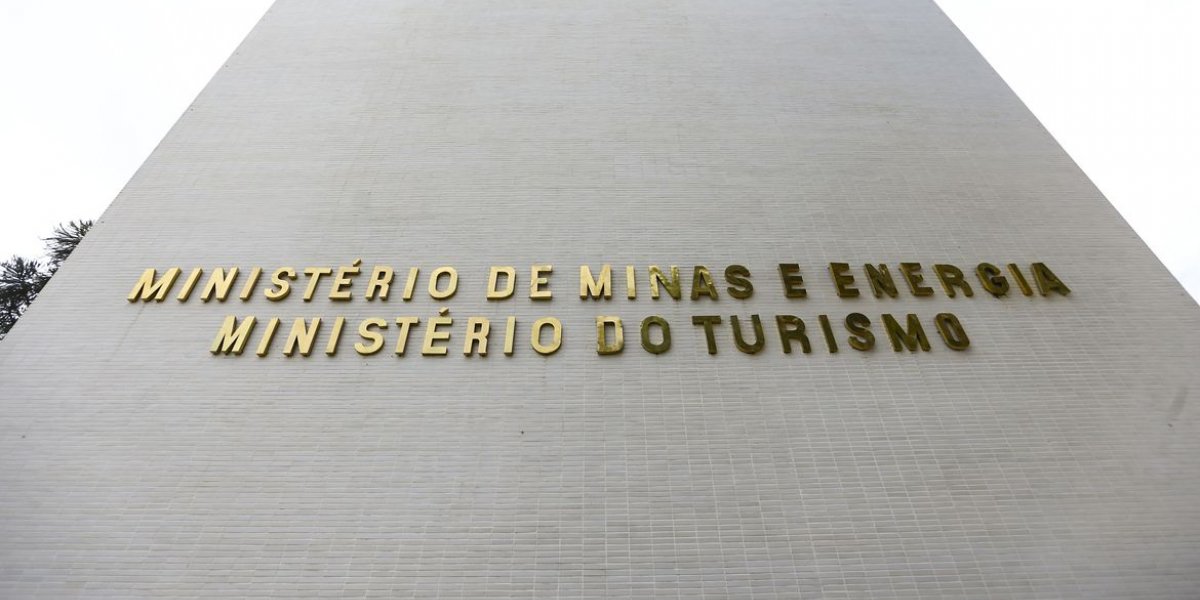 MINISTÉRIO DE MINAS E ENERGIA
MINISTÉRIO DO TURISMO